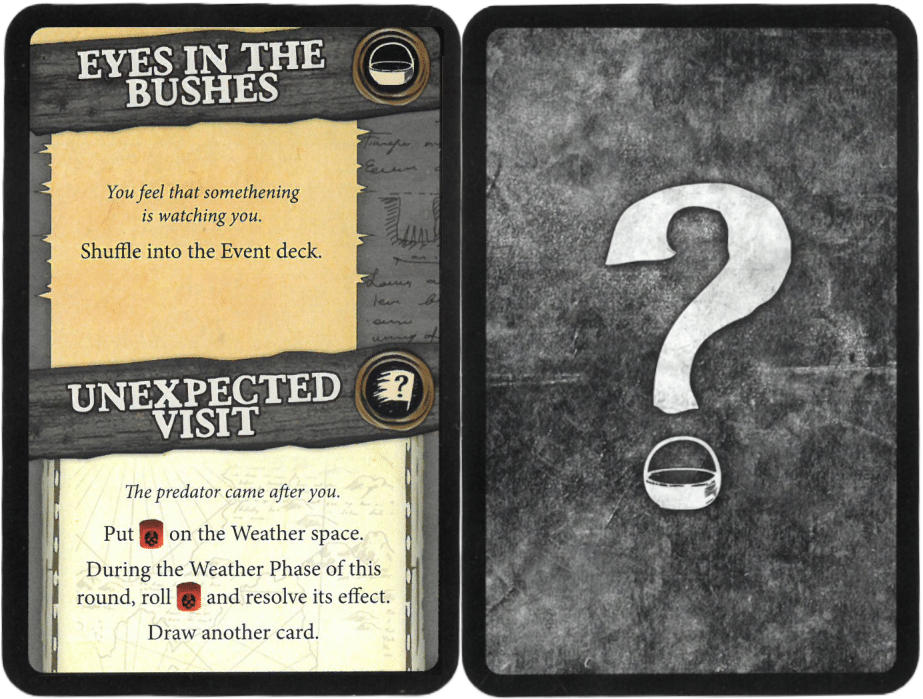 EYES IN THE
BUSHES
You feel that somethening
is watching you.
Shuffle into the Event deck.
UNEXPECTED
VISIT
?
The predator came after you.
Put on the Weather space.
During the Weather Phase of this
round, roll and resolve its effect.
Draw another card.
?